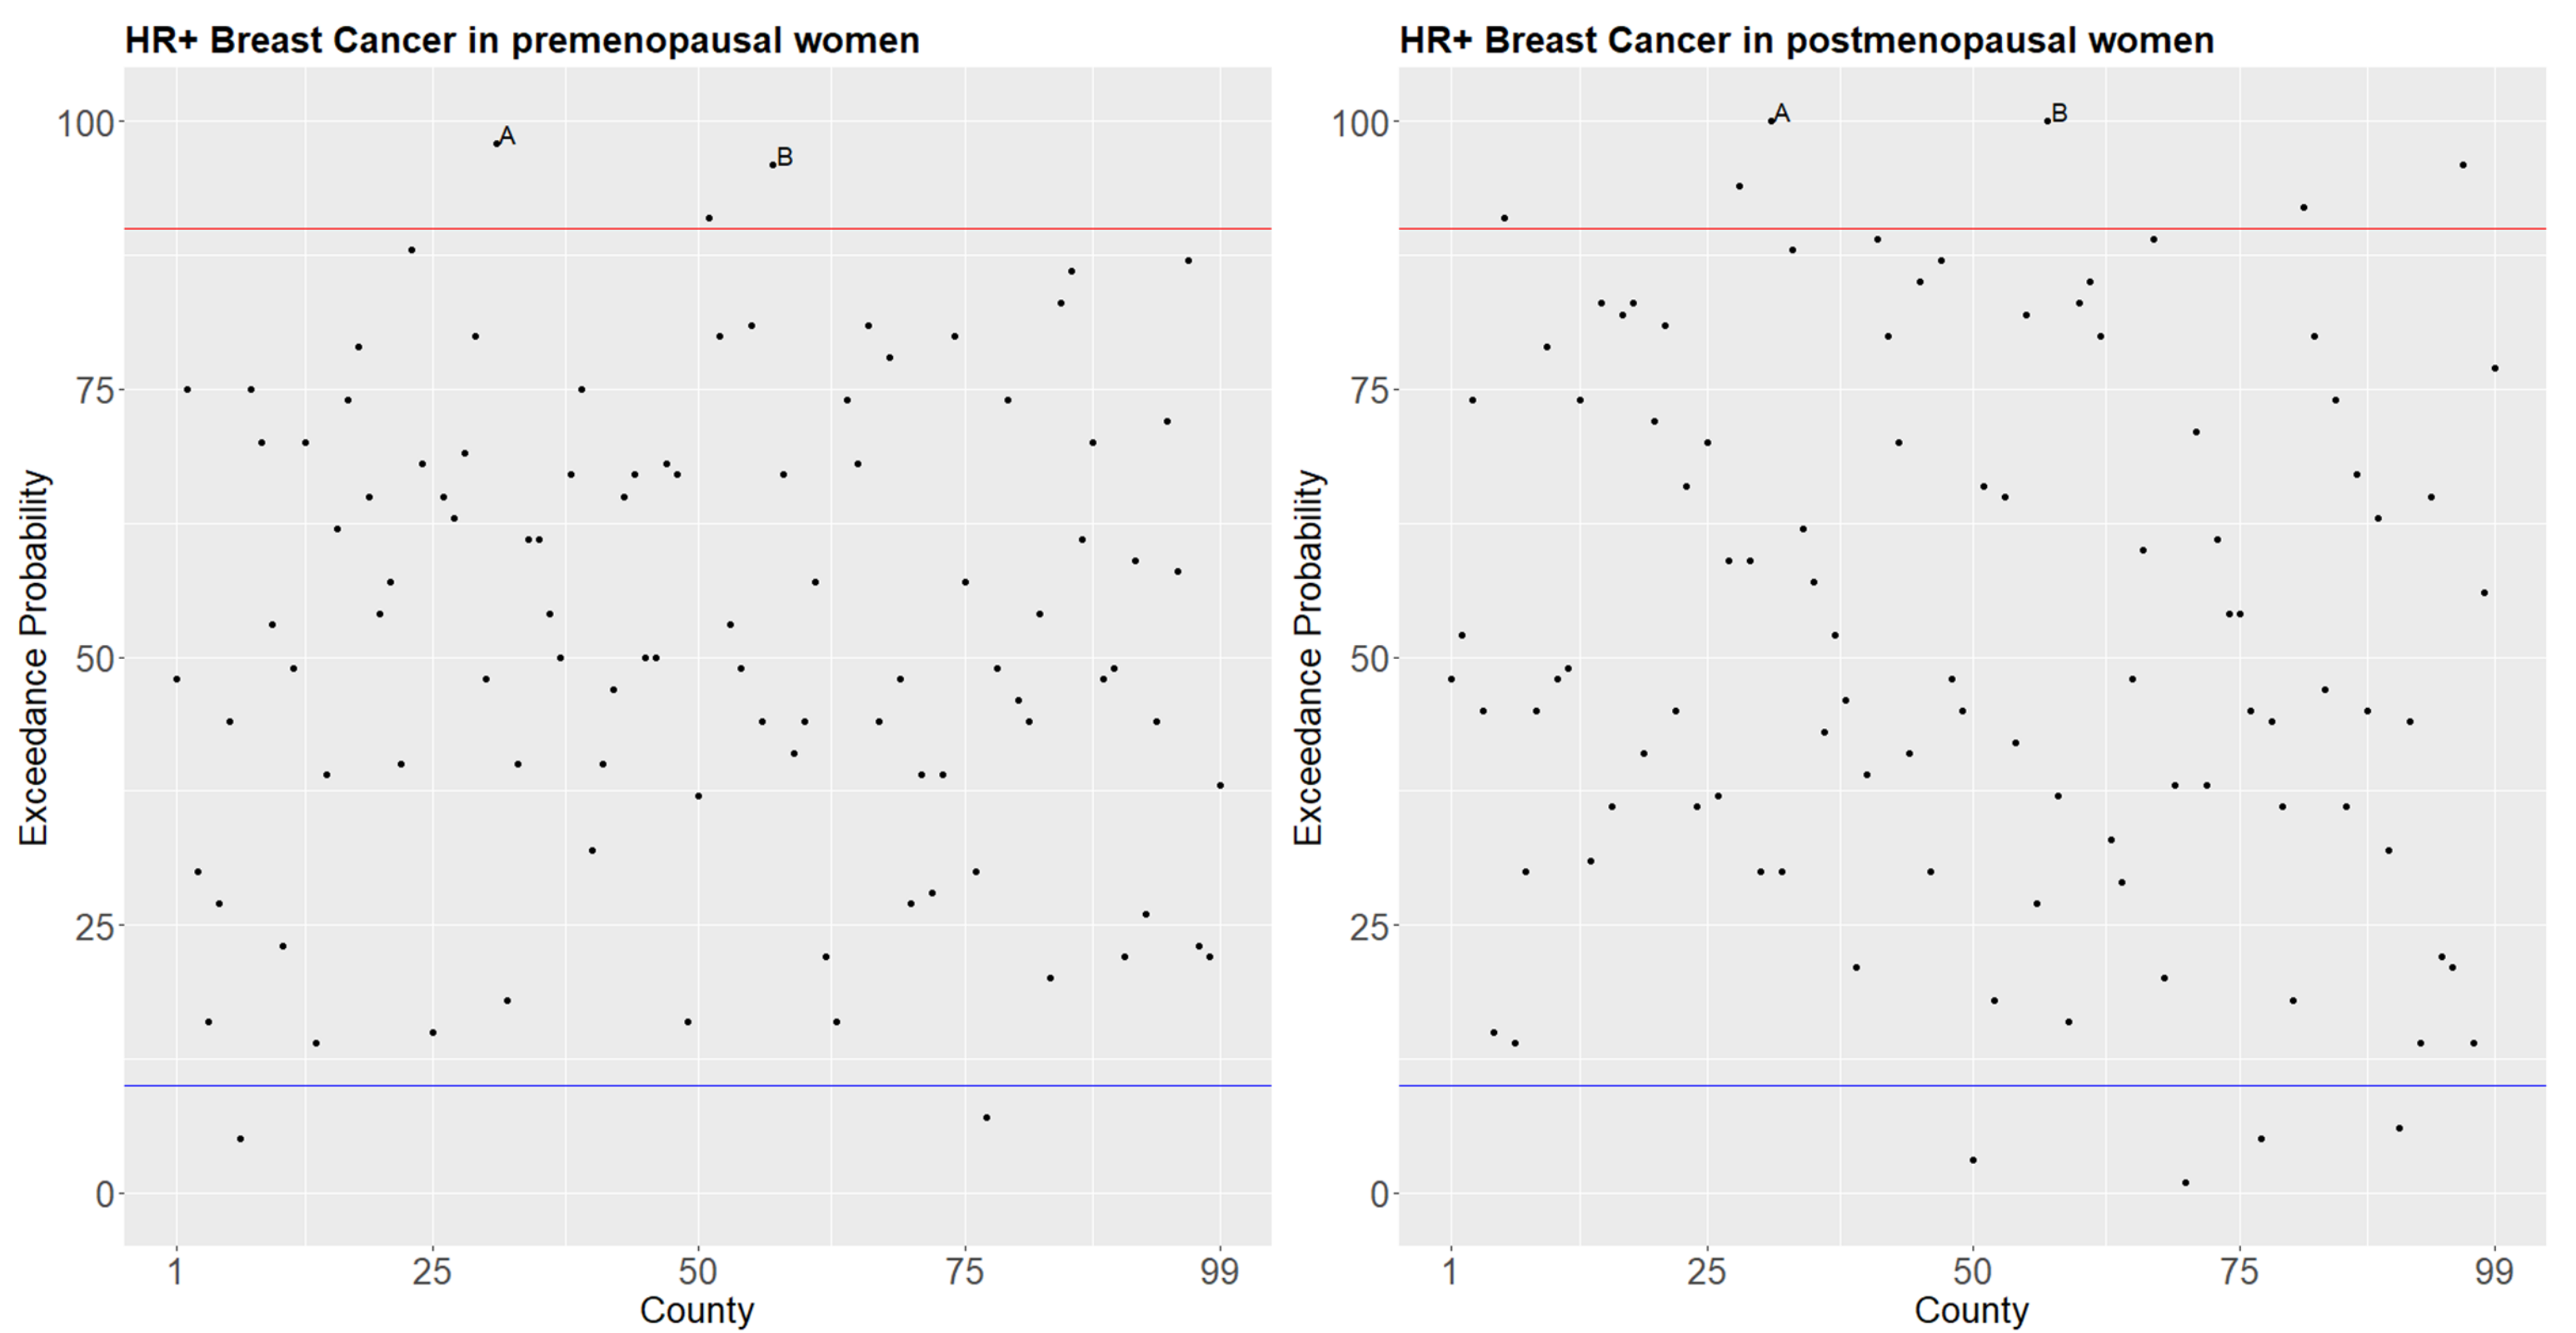 HR+ Breast Cancer in premenopausal women
100
75
50
25
0
Exceedance Probability
A
B
1 25 50 75 99
County
HR+ Breast Cancer in postmenopausal women
100
75
50
25
0
Exceedance Probability
A
B
1 25 50 75 99
County